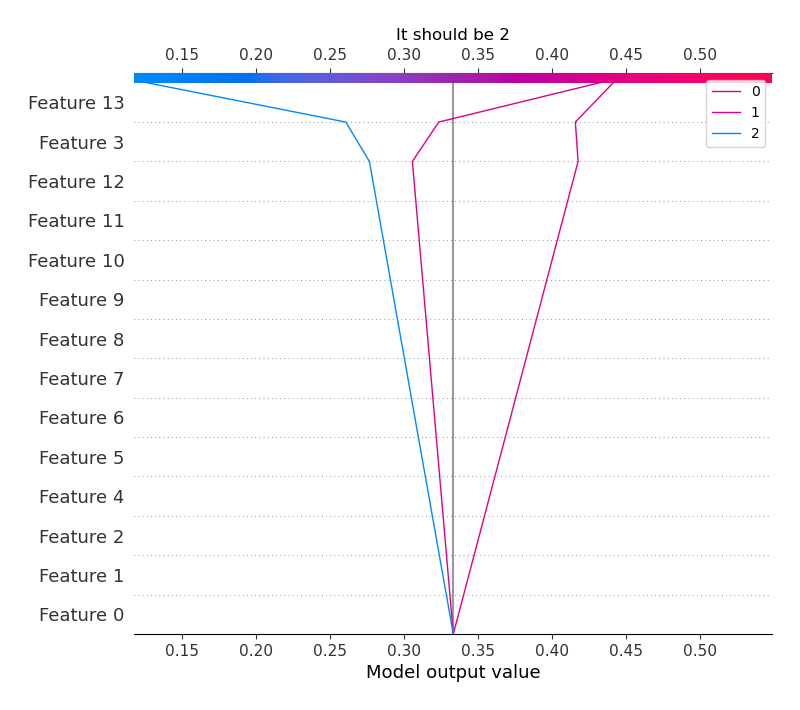 It should be 2
0.15 0.20 0.25 0.30 0.35 0.40 0.45 0.50
0
1
2
Feature 13
Feature 3
Feature 12
Feature 11
Feature 10
Feature 9
Feature 8
Feature 7
Feature 6
Feature 5
Feature 4
Feature 2
Feature 1
Feature 0
0.15 0.20 0.25 0.30 0.35 0.40 0.45 0.50
Model output value